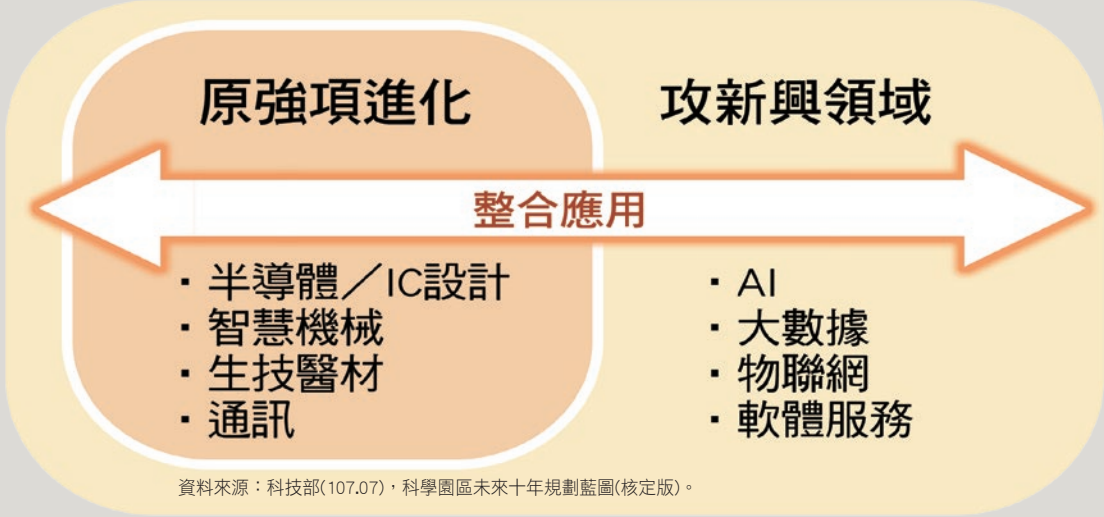 原強項進化
攻新興領域
整合應用
・半導體／IC設計
・智慧機械
・生技醫材
・通訊
・AI
・大數據
・物聯網
・軟體服務
資料來源：科技部(107.07)，科學園區未來十年規劃藍圖(核定版)。